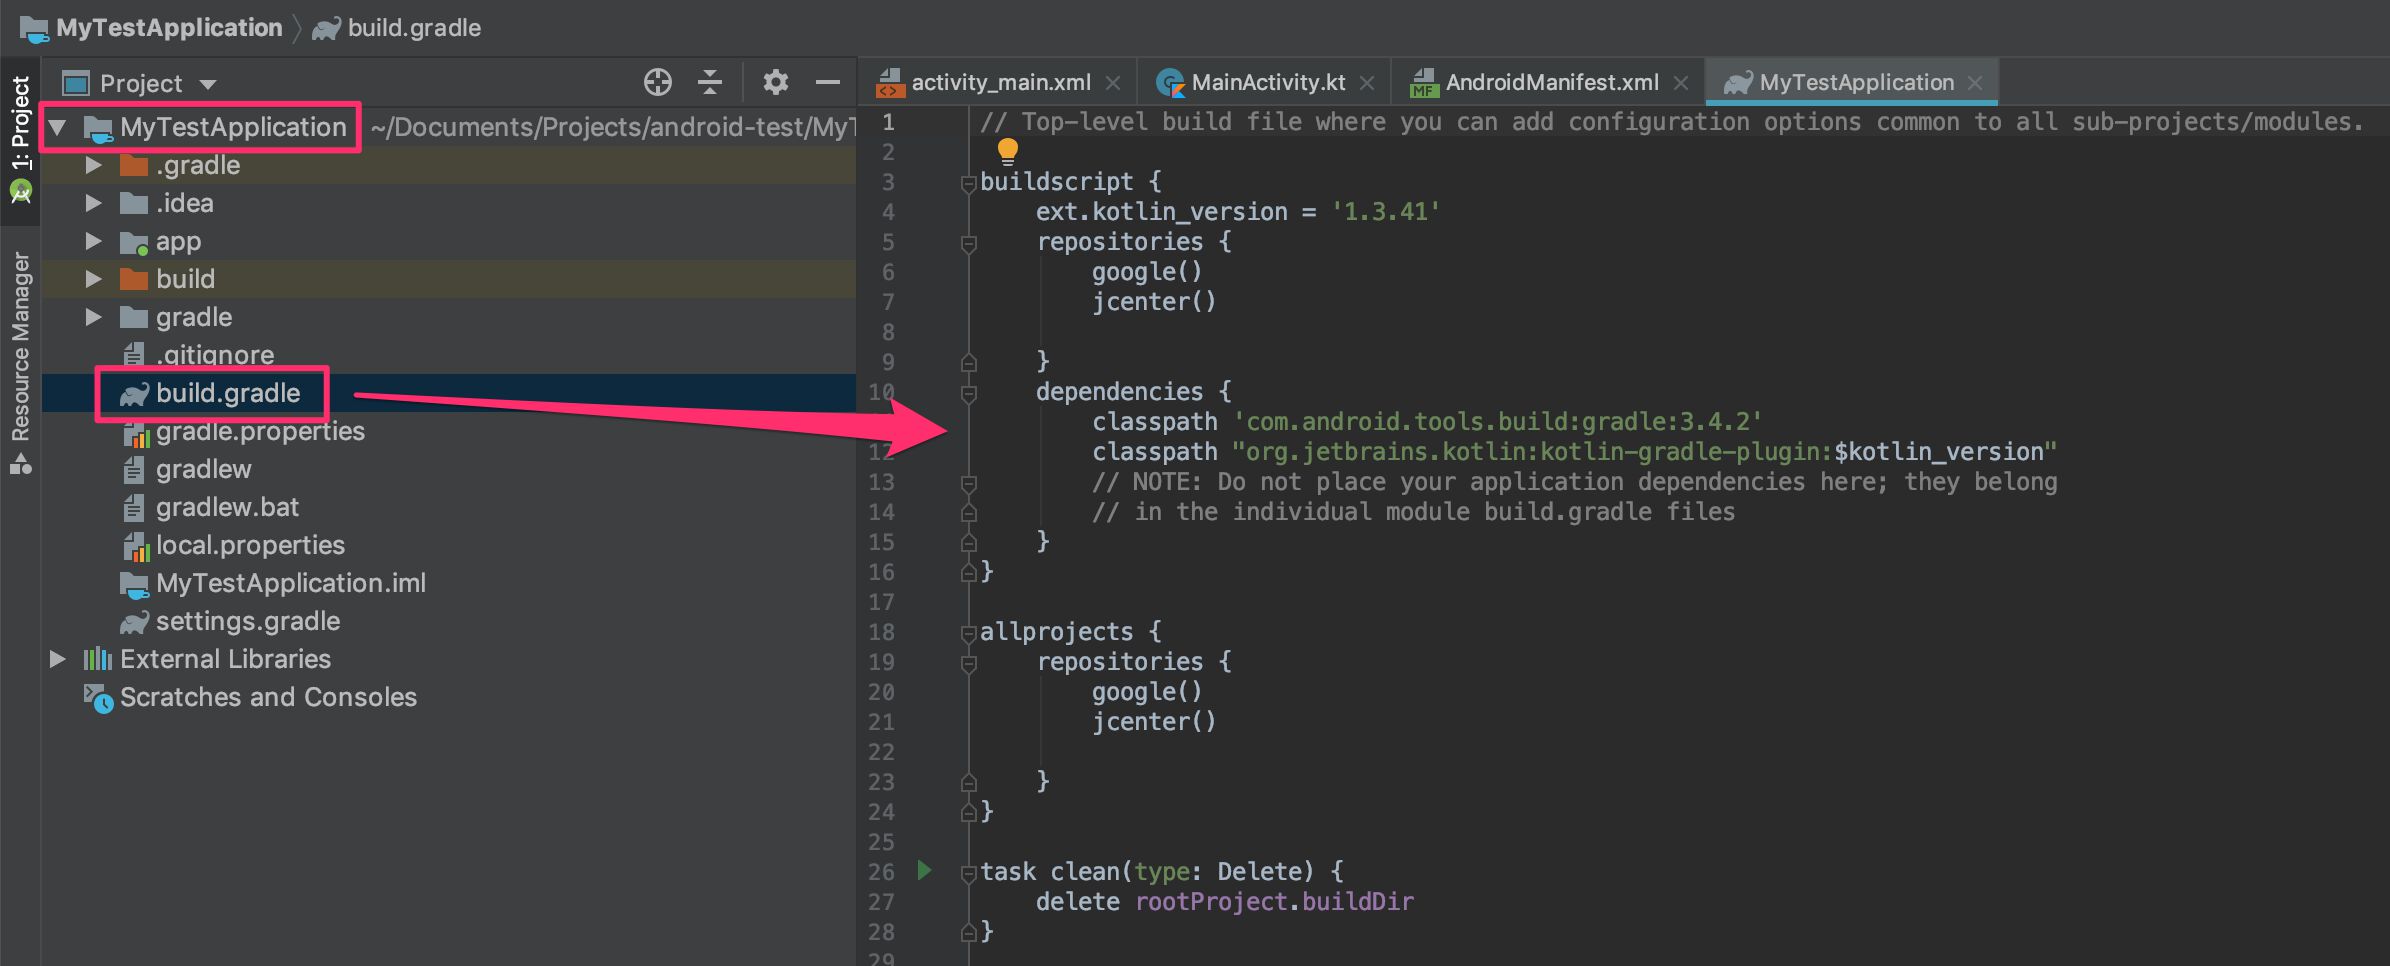 MyTestApplication
build.gradle
1: Project
Resource Manager
Project
MyTestApplication ~/Documents/Projects/android-test/MyT
.gradle
.idea
app
build
gradle
.gitignore
build.gradle
gradle.properties
gradlew
gradlew.bat
local.properties
MyTestApplication.iml
settings.gradle
External Libraries
Scratches and Consoles
activity_main.xml
MainActivity.kt
MF AndroidManifest.xml
MyTestApplication
1 // Top-level build file where you can add configuration options common to all sub-projects/modules.
2
3 buildscript {
4 ext.kotlin_version = '1.3.41'
5 repositories {
6 google()
7 jcenter()
8
9 }
10 dependencies {
classpath 'com.android.tools.build:gradle:3.4.2'
12 classpath "org.jetbrains.kotlin:kotlin-gradle-plugin:$kotlin_version"
13 // NOTE: Do not place your application dependencies here; they belong
14 // in the individual module build.gradle files
15 }
16 }
17
18 allprojects {
19 repositories {
20 google()
21 jcenter()
22
23 }
24 }
25
26 task clean(type: Delete) {
27 delete rootProject.buildDir
28 }
29